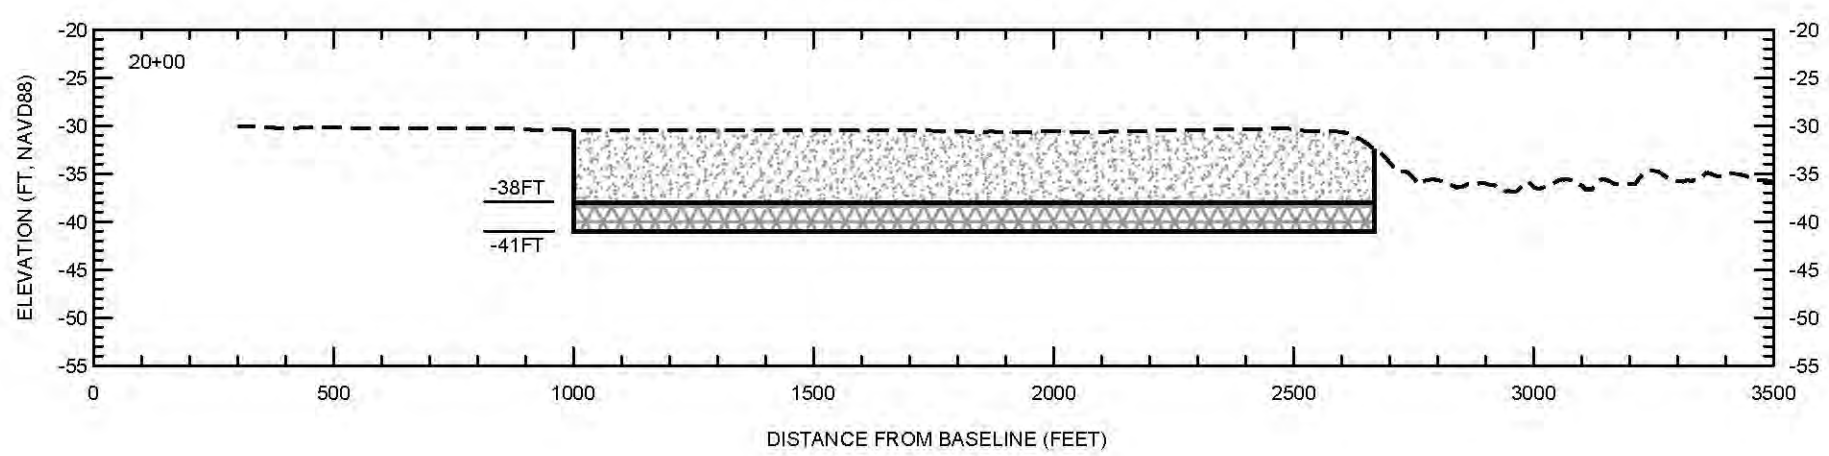 -20 -20
20+00
-25 -25
-30 -30
-35 -35
-38FT
-40 -40
-41FT
-45 -45
-50 -50
-55 -55
ELEVATION (FT, NAVD88)
0 500 1000 1500 2000 2500 3000 3500
DISTANCE FROM BASELINE (FEET)